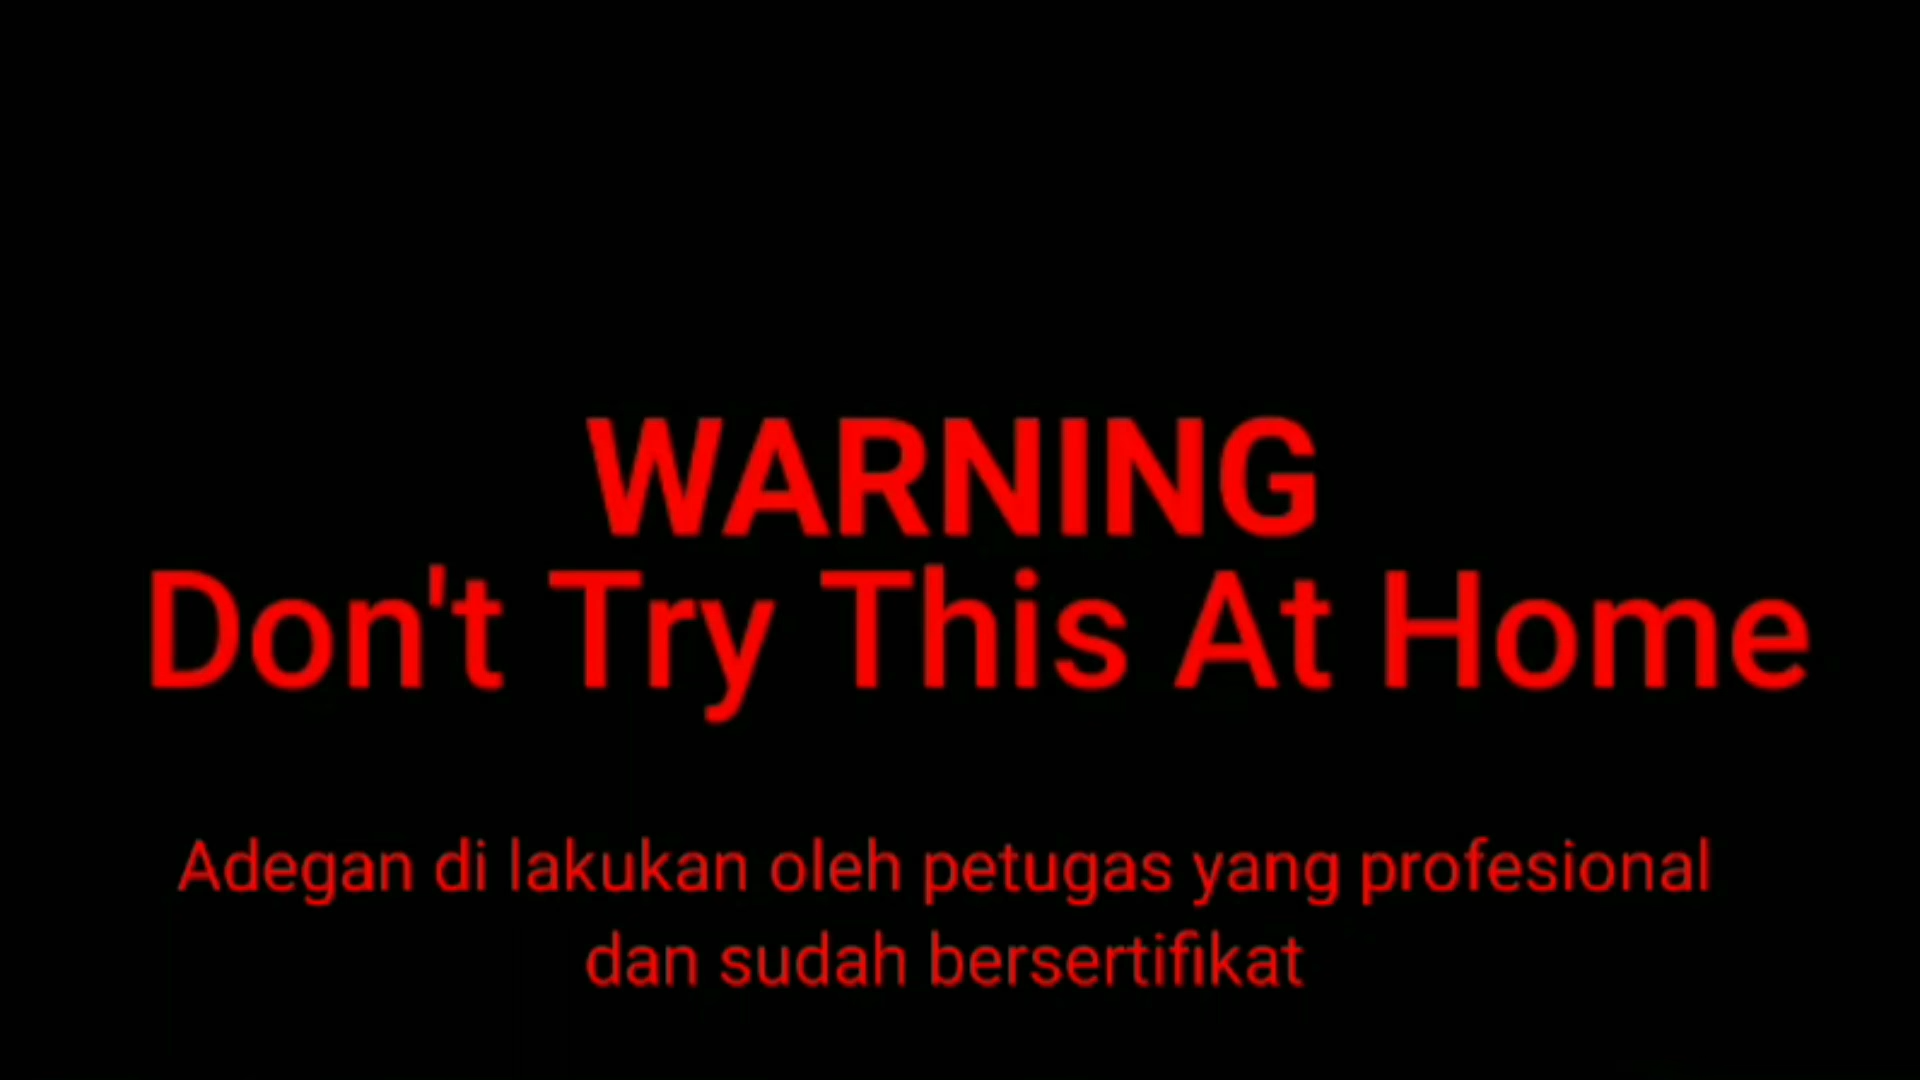 WARNING
Don't Try This At Home
Adegan di lakukan oleh petugas yang profesional
dan sudah bersertifikat